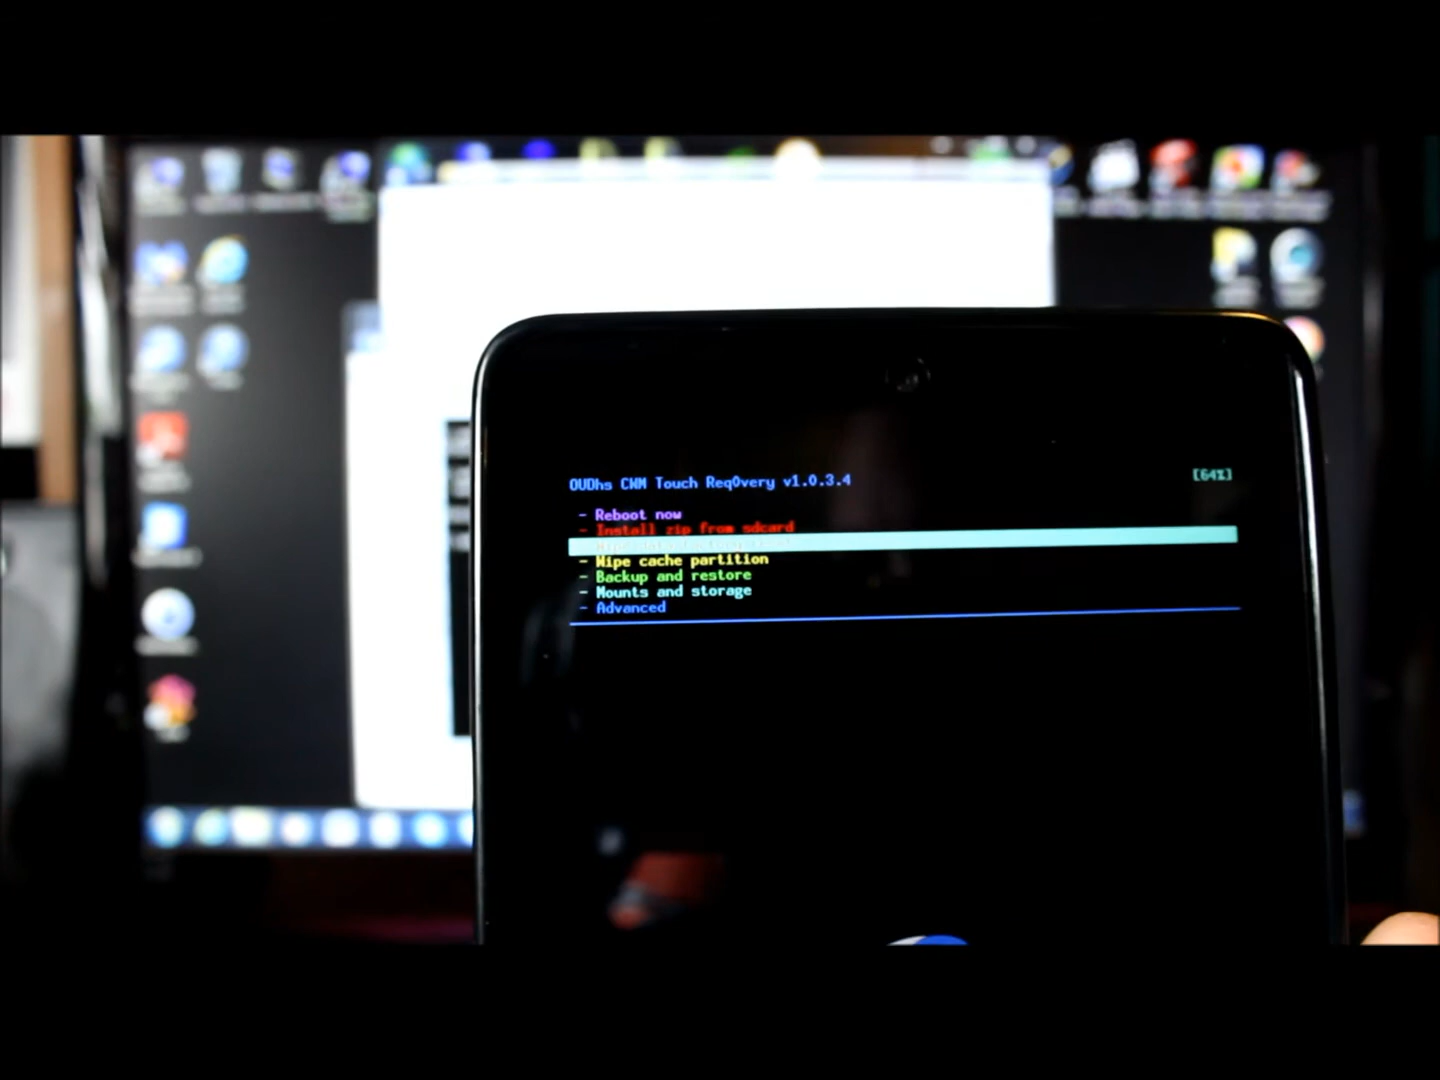 OUDhs CWM Touch Req0very v1.0.3.4
[64%]
- Reboot now
- Install zip from sdcard
- Wipe cache partition
- Backup and restore
- Mounts and storage
- Advanced